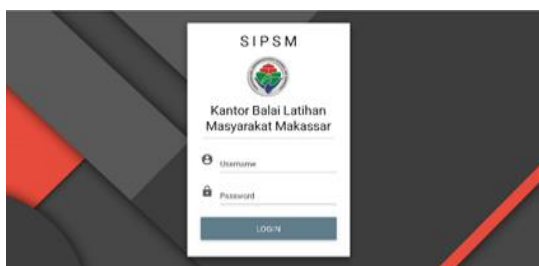 SIPSM
Kantor Balai Latihan
Masyarakat Makassar
Username
Password
LOGIN